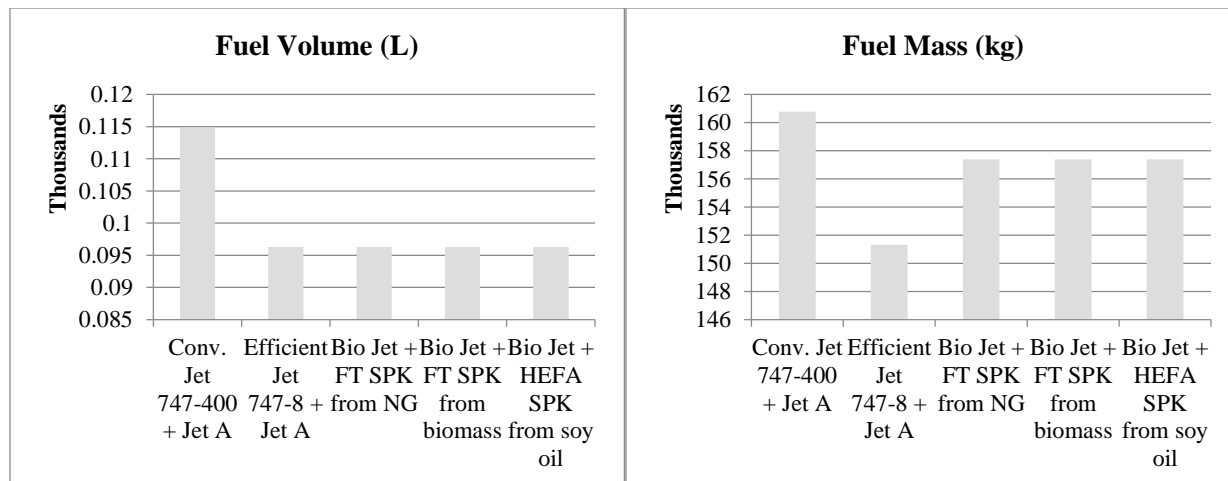 Fuel Volume (L)
Thousands
0.12
0.115
0.11
0.105
0.1
0.095
0.09
0.085
Conv.
Jet
747-400
+ Jet A
Efficient
Jet
747-8 +
Jet A
Bio Jet +
FT SPK
from NG
Bio Jet +
FT SPK
from
biomass
Bio Jet +
HEFA
SPK
from soy
oil
Fuel Mass (kg)
Thousands
162
160
158
156
154
152
150
148
146
Conv. Jet
747-400
+ Jet A
Efficient
Jet
747-8 +
Jet A
Bio Jet +
FT SPK
from NG
Bio Jet +
FT SPK
from
biomass
Bio Jet +
HEFA
SPK
from soy
oil